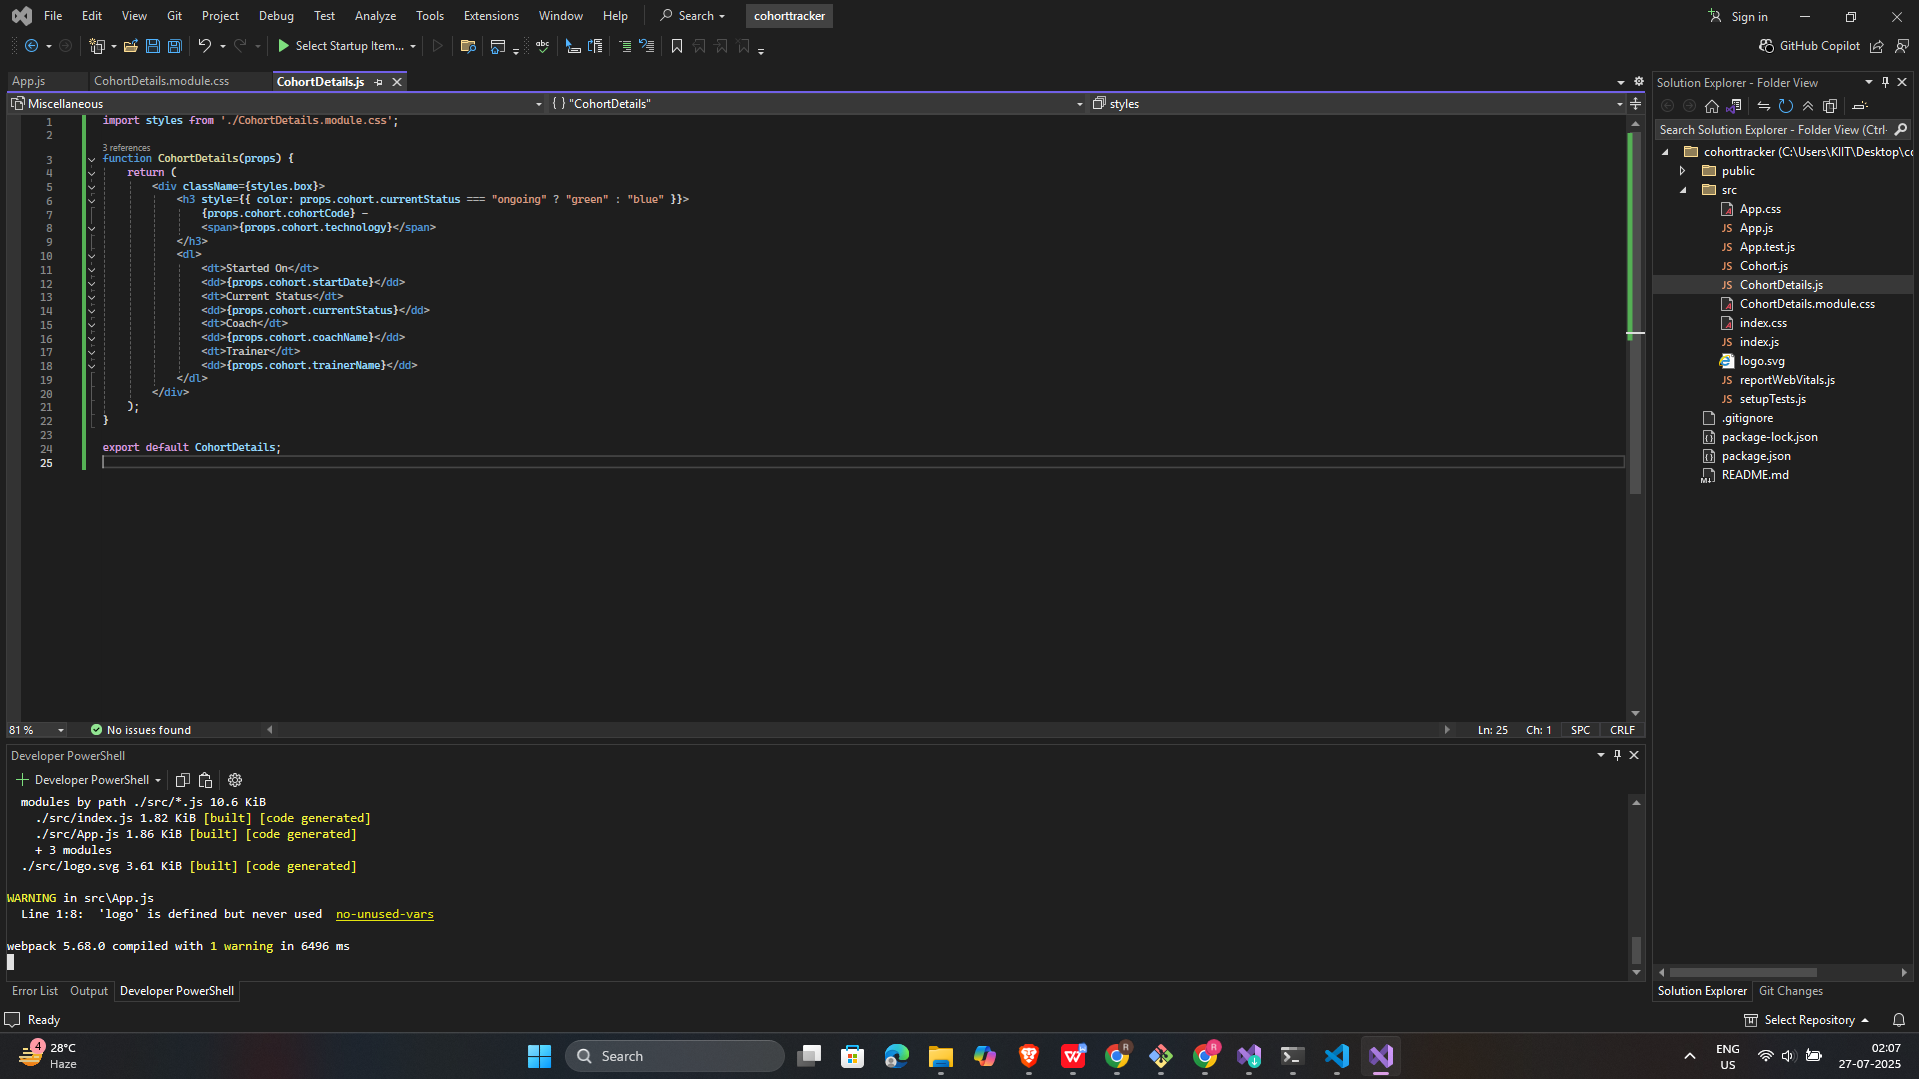 File Edit View Git Project Debug Test Analyze Tools Extensions Window Help Search cohorttracker Sign in
Select Startup Item... GitHub Copilot
App.js CohortDetails.module.css CohortDetails.js
Miscellaneous { } "CohortDetails" styles
1 import styles from './CohortDetails.module.css';
2
3 references
3 function CohortDetails(props) {
4 return (
5 <div className={styles.box}>
6 <h3 style={{ color: props.cohort.currentStatus === "ongoing" ? "green" : "blue" }}>
7 {props.cohort.cohortCode} -
8 <span>{props.cohort.technology}</span>
9 </h3>
10 <dl>
11 <dt>Started On</dt>
12 <dd>{props.cohort.startDate}</dd>
13 <dt>Current Status</dt>
14 <dd>{props.cohort.currentStatus}</dd>
15 <dt>Coach</dt>
16 <dd>{props.cohort.coachName}</dd>
17 <dt>Trainer</dt>
18 <dd>{props.cohort.trainerName}</dd>
19 </dl>
20 </div>
21 );
22 }
23
24 export default CohortDetails;
25
81 % No issues found Ln: 25 Ch: 1 SPC CRLF
Developer PowerShell
Developer PowerShell
modules by path ./src/*.js 10.6 KiB
./src/index.js 1.82 KiB [built] [code generated]
./src/App.js 1.86 KiB [built] [code generated]
+ 3 modules
./src/logo.svg 3.61 KiB [built] [code generated]
WARNING in src\App.js
Line 1:8: 'logo' is defined but never used no-unused-vars
webpack 5.68.0 compiled with 1 warning in 6496 ms
Error List Output Developer PowerShell
Solution Explorer - Folder View
Search Solution Explorer - Folder View (Ctrl-
cohorttracker (C:\Users\KIIT\Desktop\co
public
src
App.css
App.js
App.test.js
Cohort.js
CohortDetails.js
CohortDetails.module.css
index.css
index.js
logo.svg
reportWebVitals.js
setupTests.js
.gitignore
package-lock.json
package.json
README.md
Solution Explorer Git Changes
Ready Select Repository
4 28°C
Haze
Search
ENG
US
02:07
27-07-2025